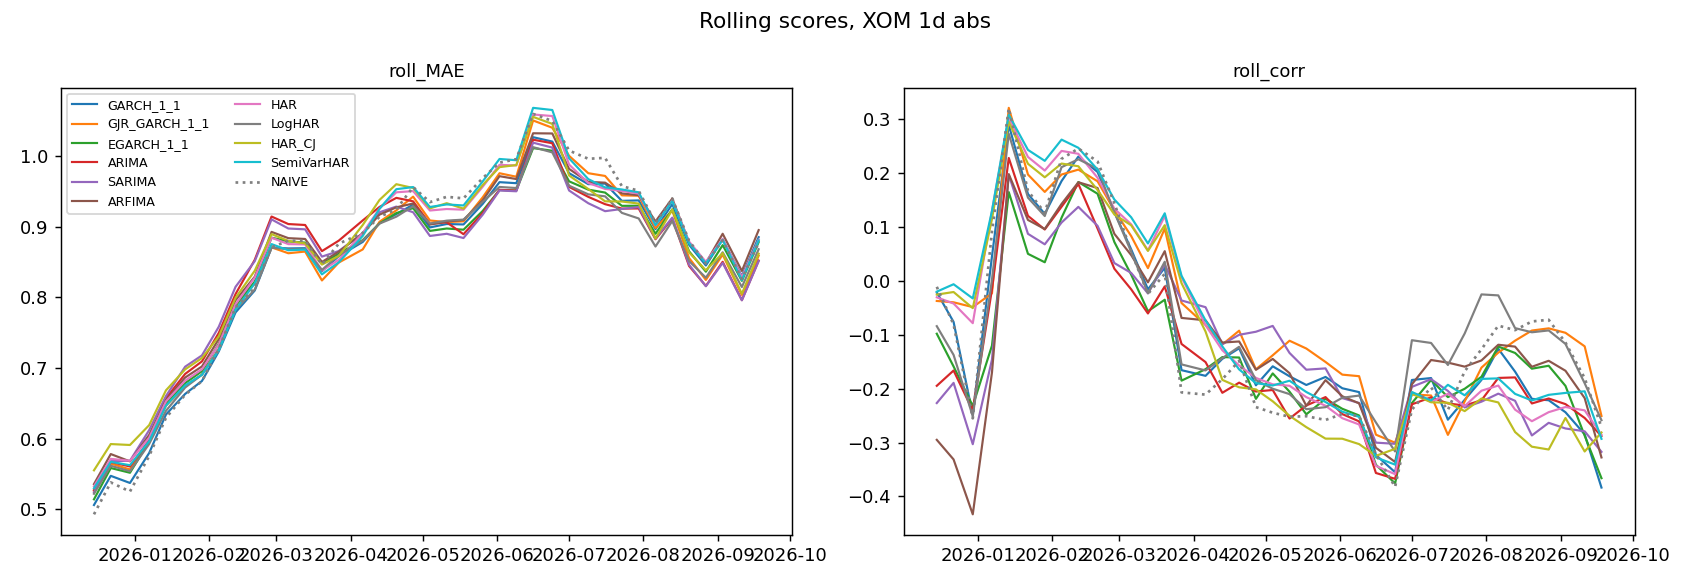 Rolling scores, XOM 1d abs
roll_MAE
GARCH_1_1
GJR_GARCH_1_1
EGARCH_1_1
ARIMA
SARIMA
ARFIMA
HAR
LogHAR
HAR_CJ
SemiVarHAR
NAIVE
1.0
0.9
0.8
0.7
0.6
0.5
2026-01 2026-02 2026-03 2026-04 2026-05 2026-06 2026-07 2026-08 2026-09 2026-10
roll_corr
0.3
0.2
0.1
0.0
−0.1
−0.2
−0.3
−0.4
2026-01 2026-02 2026-03 2026-04 2026-05 2026-06 2026-07 2026-08 2026-09 2026-10